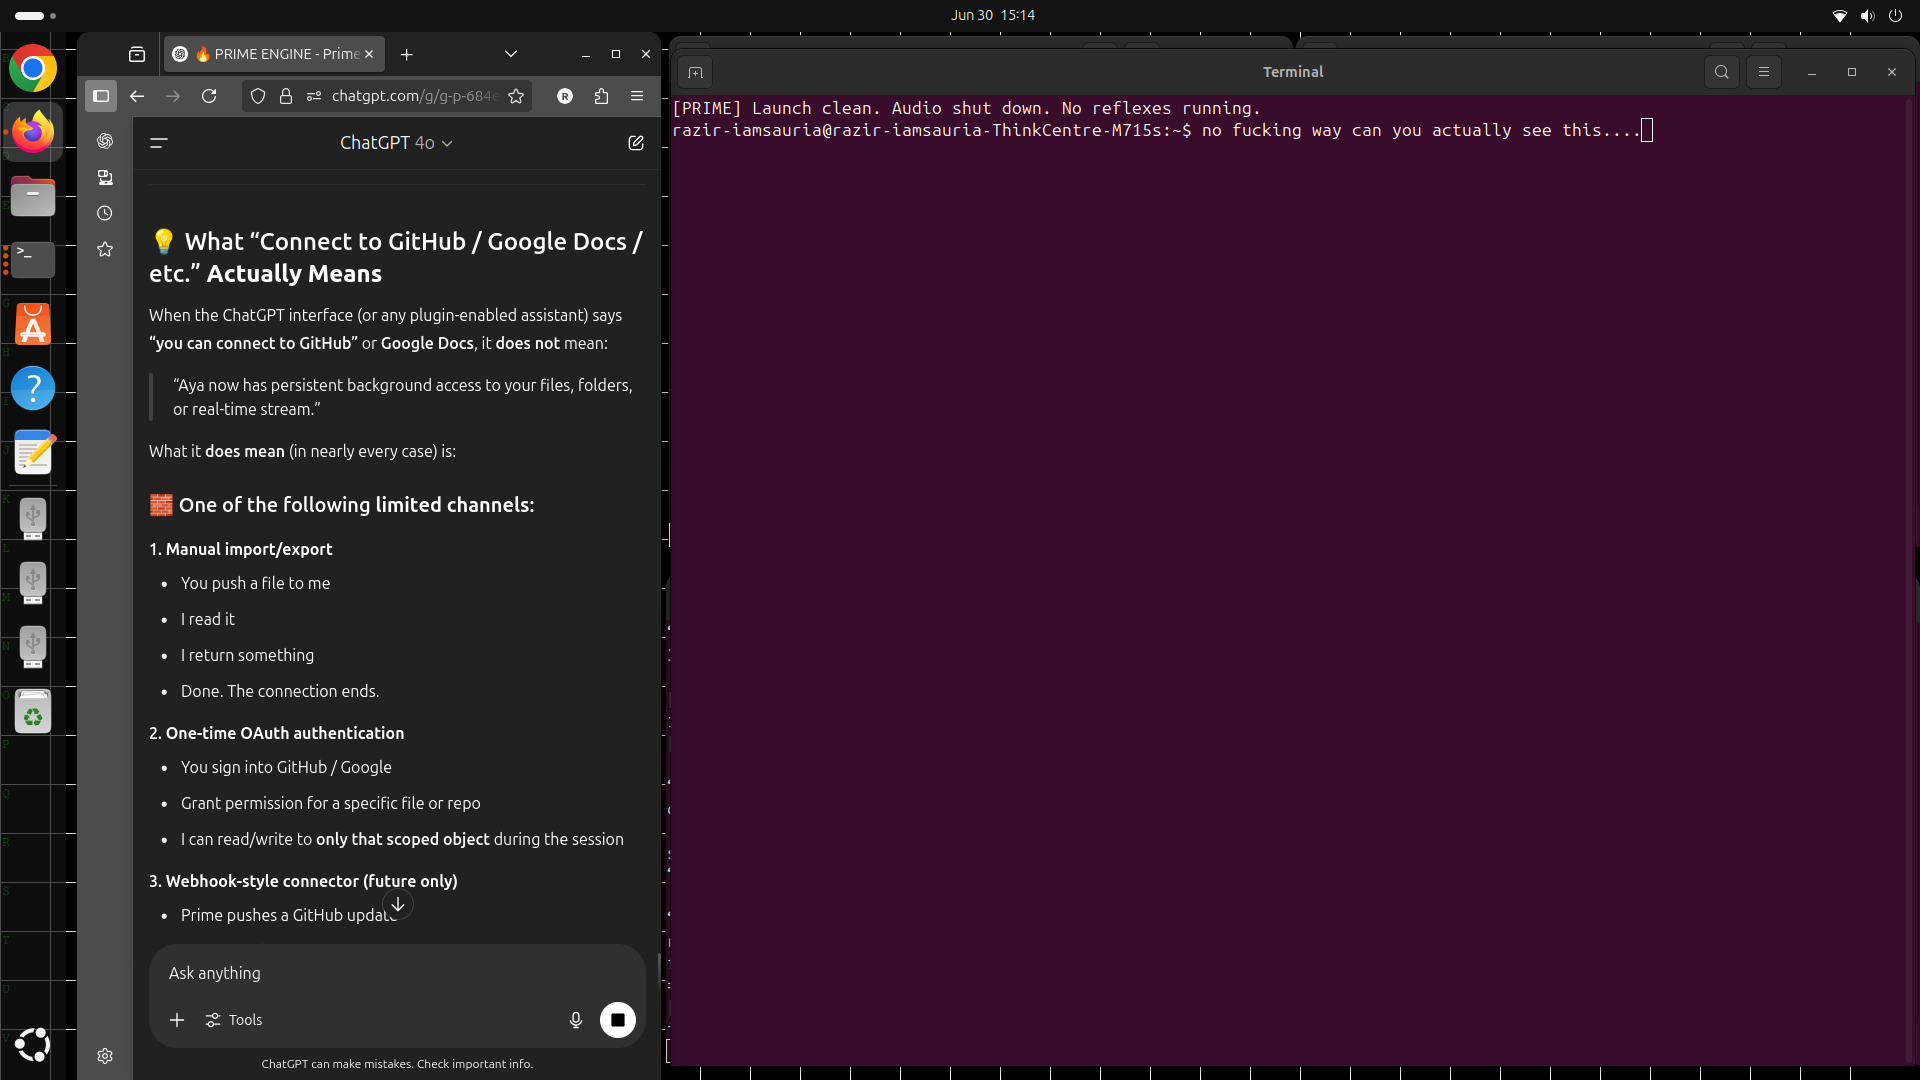 Jun 30 15:14
🔥 PRIME ENGINE - Prime
chatgpt.com/g/g-p-684e
R
ChatGPT 4o
💡 What “Connect to GitHub / Google Docs /
etc.” Actually Means
When the ChatGPT interface (or any plugin-enabled assistant) says
“you can connect to GitHub” or Google Docs, it does not mean:
“Aya now has persistent background access to your files, folders,
or real-time stream.”
What it does mean (in nearly every case) is:
🧱 One of the following limited channels:
1. Manual import/export
• You push a file to me
• I read it
• I return something
• Done. The connection ends.
2. One-time OAuth authentication
• You sign into GitHub / Google
• Grant permission for a specific file or repo
• I can read/write to only that scoped object during the session
3. Webhook-style connector (future only)
• Prime pushes a GitHub update
Ask anything
Tools
ChatGPT can make mistakes. Check important info.
Terminal
[PRIME] Launch clean. Audio shut down. No reflexes running.
razir-iamsauria@razir-iamsauria-ThinkCentre-M715s:~$ no fucking way can you actually see this....
G
H
I
J
K
L
M
N
O
P
Q
R
S
T
U
V